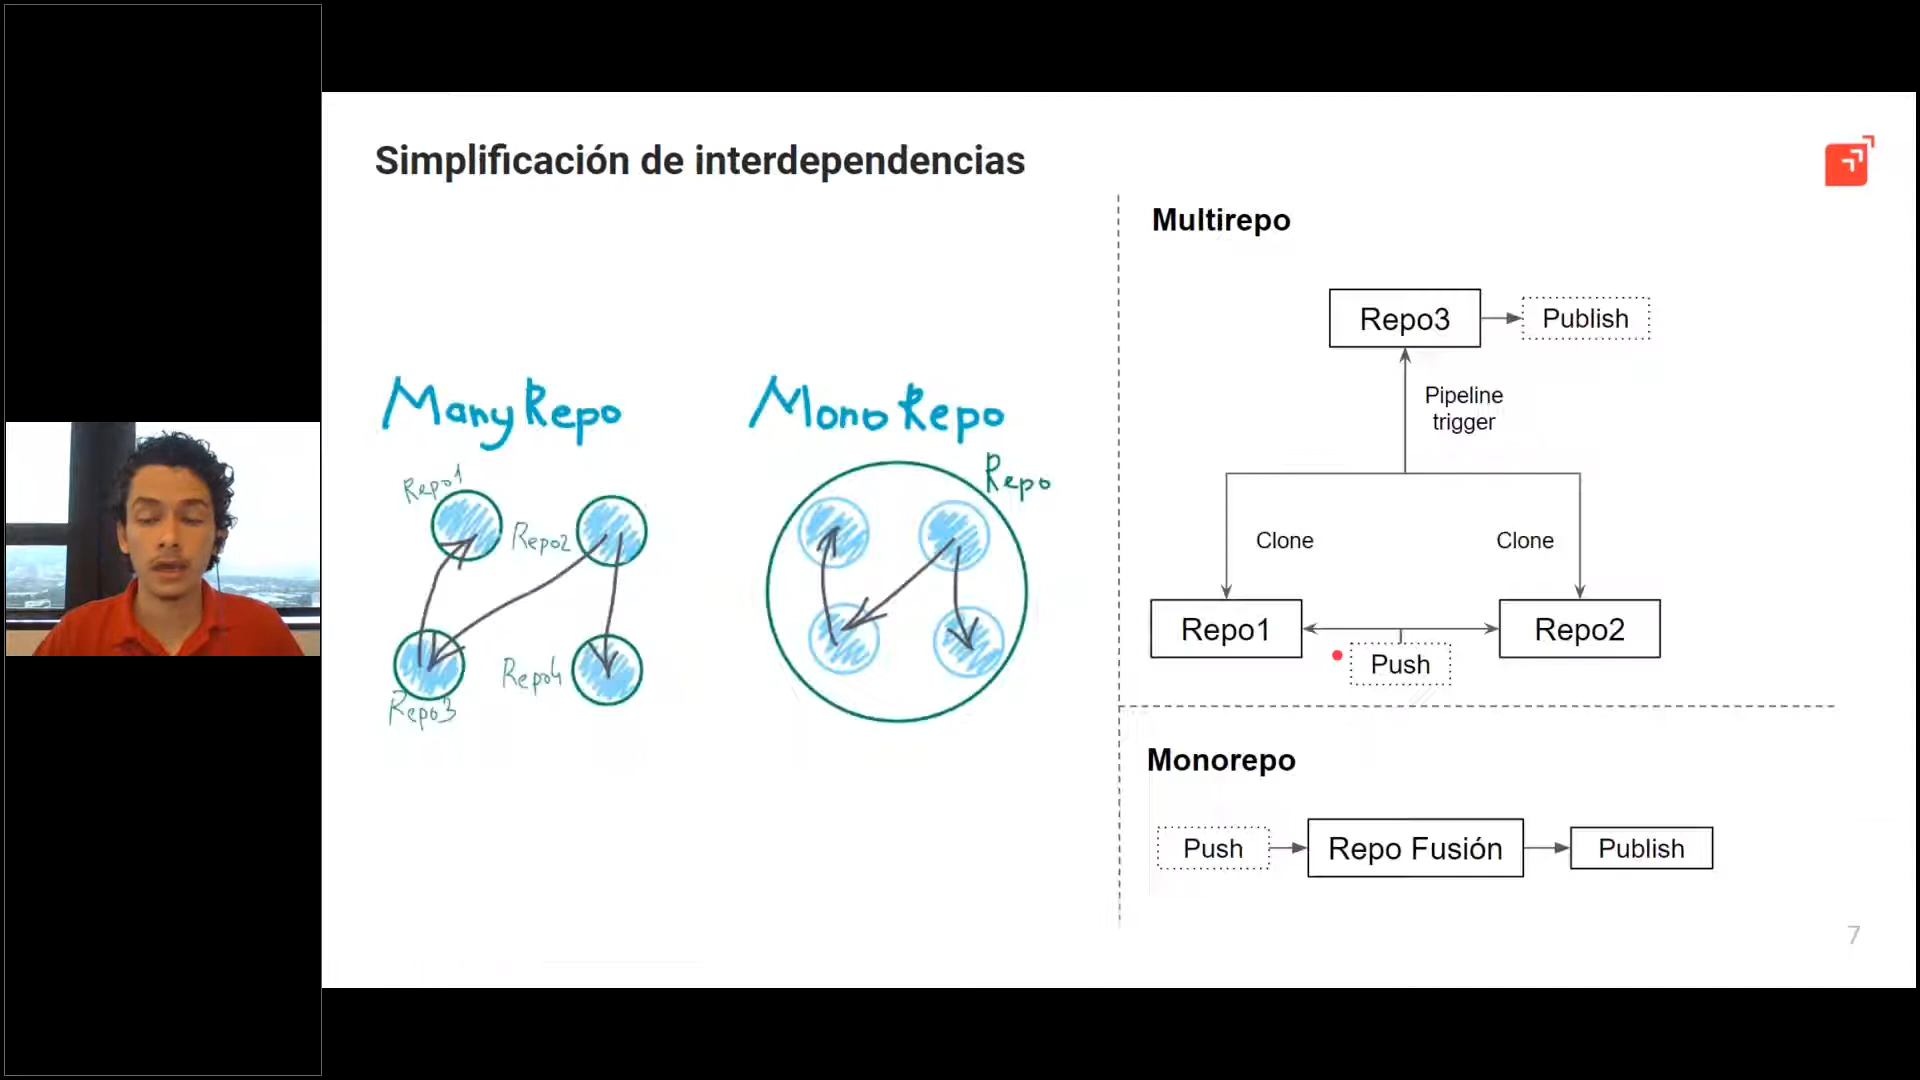 Simplificación de interdependencias
Many Repo
Repo1
Repo2
Repo3
Repo4
Mono Repo
Repo
Multirepo
Repo3
Publish
Pipeline
trigger
Clone
Clone
Repo1
Repo2
Push
Monorepo
Push
Repo Fusión
Publish
7